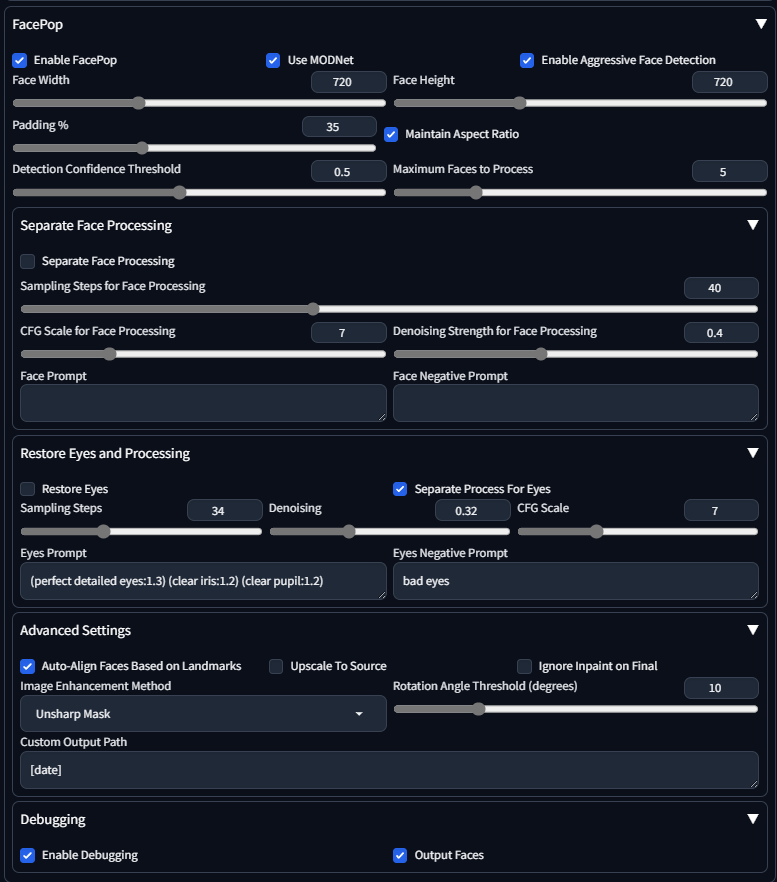 FacePop
Enable FacePop Use MODNet Enable Aggressive Face Detection
Face Width 720 Face Height 720
Padding % 35 Maintain Aspect Ratio
Detection Confidence Threshold 0.5 Maximum Faces to Process 5
Separate Face Processing
Separate Face Processing
Sampling Steps for Face Processing 40
CFG Scale for Face Processing 7 Denoising Strength for Face Processing 0.4
Face Prompt Face Negative Prompt
Restore Eyes and Processing
Restore Eyes Separate Process For Eyes
Sampling Steps 34 Denoising 0.32 CFG Scale 7
Eyes Prompt Eyes Negative Prompt
(perfect detailed eyes:1.3) (clear iris:1.2) (clear pupil:1.2) bad eyes
Advanced Settings
Auto-Align Faces Based on Landmarks Upscale To Source Ignore Inpaint on Final
Image Enhancement Method Rotation Angle Threshold (degrees) 10
Unsharp Mask
Custom Output Path
[date]
Debugging
Enable Debugging Output Faces